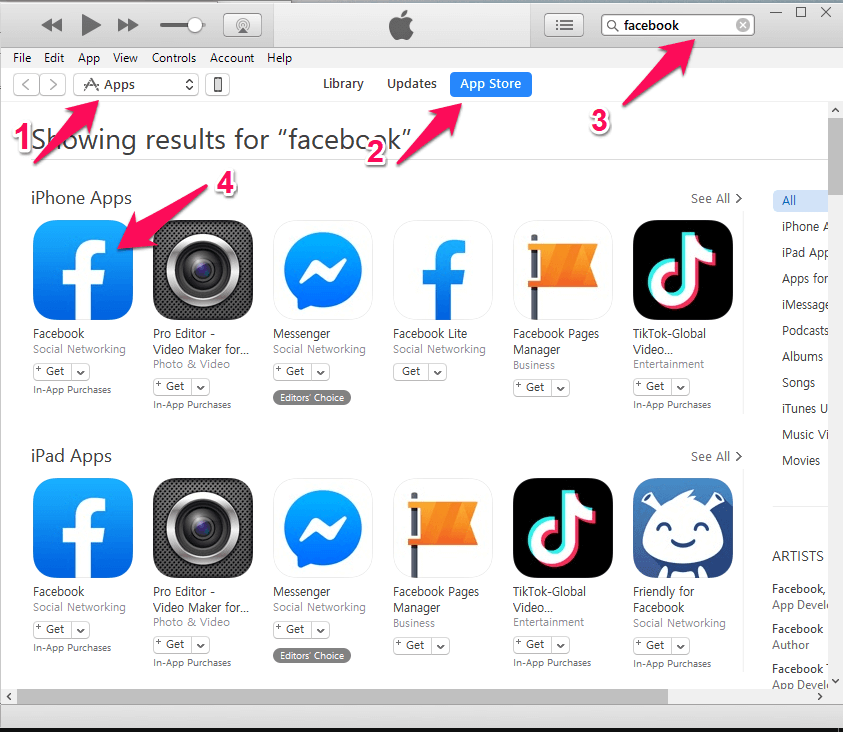 facebook
3
File Edit App View Controls Account Help
Apps Library Updates App Store
1
2
Showing results for “facebook”
4
iPhone Apps See All
Facebook
Social Networking
+ Get
In-App Purchases
Pro Editor -
Video Maker for...
Photo & Video
+ Get
In-App Purchases
Messenger
Social Networking
+ Get
Editors' Choice
Facebook Lite
Social Networking
Get
Facebook Pages
Manager
Business
+ Get
TikTok-Global
Video...
Entertainment
+ Get
In-App Purchases
iPad Apps See All
Facebook
Social Networking
+ Get
In-App Purchases
Pro Editor -
Video Maker for...
Photo & Video
+ Get
In-App Purchases
Messenger
Social Networking
+ Get
Editors' Choice
Facebook Pages
Manager
Business
+ Get
TikTok-Global
Video...
Entertainment
+ Get
In-App Purchases
Friendly for
Facebook
Social Networking
+ Get
In-App Purchases
All
iPhone A
iPad App
Apps for
iMessage
Podcasts
Albums
Songs
iTunes U
Music Vi
Movies
ARTISTS
Facebook,
App Devel
Facebook
Author
Facebook T
App Devel